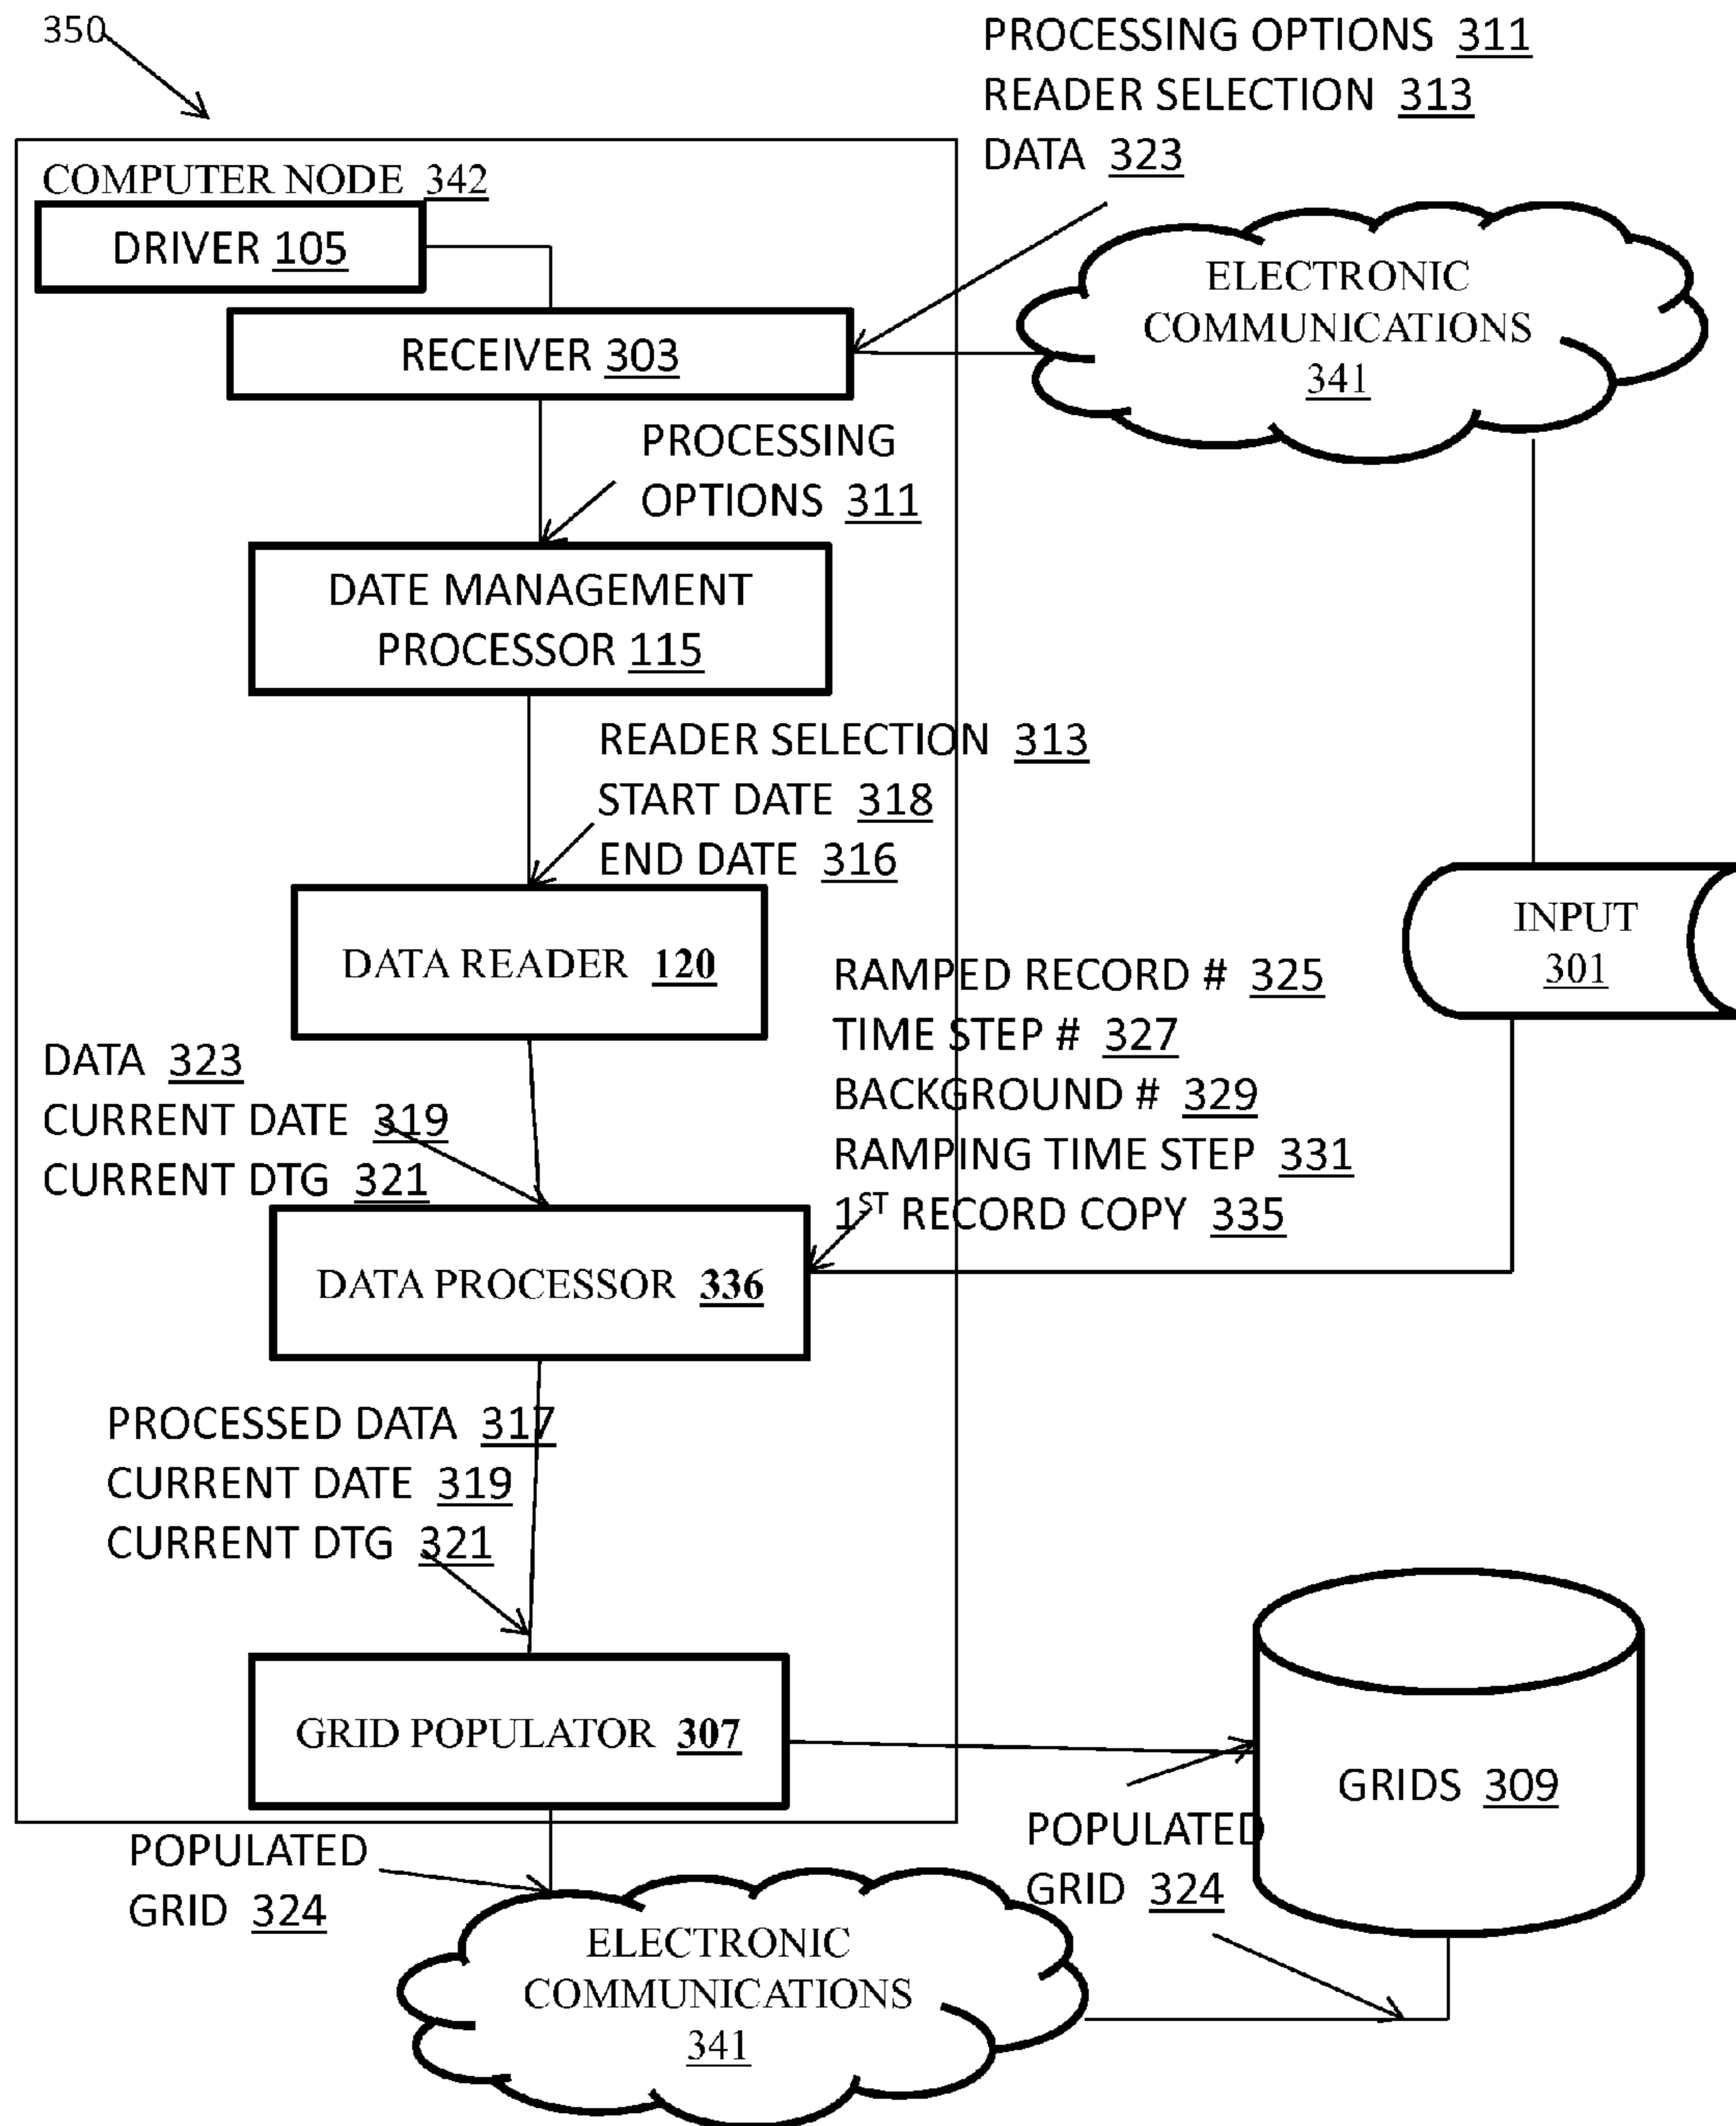 350
PROCESSING OPTIONS 311
READER SELECTION 313
DATA 323
COMPUTER NODE 342
DRIVER 105
ELECTRONIC
COMMUNICATIONS
341
RECEIVER 303
PROCESSING
OPTIONS 311
DATE MANAGEMENT
PROCESSOR 115
READER SELECTION 313
START DATE 318
END DATE 316
INPUT
301
DATA READER 120
RAMPED RECORD # 325
TIME STEP # 327
BACKGROUND # 329
RAMPING TIME STEP 331
1ST RECORD COPY 335
DATA 323
CURRENT DATE 319
CURRENT DTG 321
DATA PROCESSOR 336
PROCESSED DATA 317
CURRENT DATE 319
CURRENT DTG 321
GRID POPULATOR 307
GRIDS 309
POPULATED
GRID 324
POPULATED
GRID 324
ELECTRONIC
COMMUNICATIONS
341